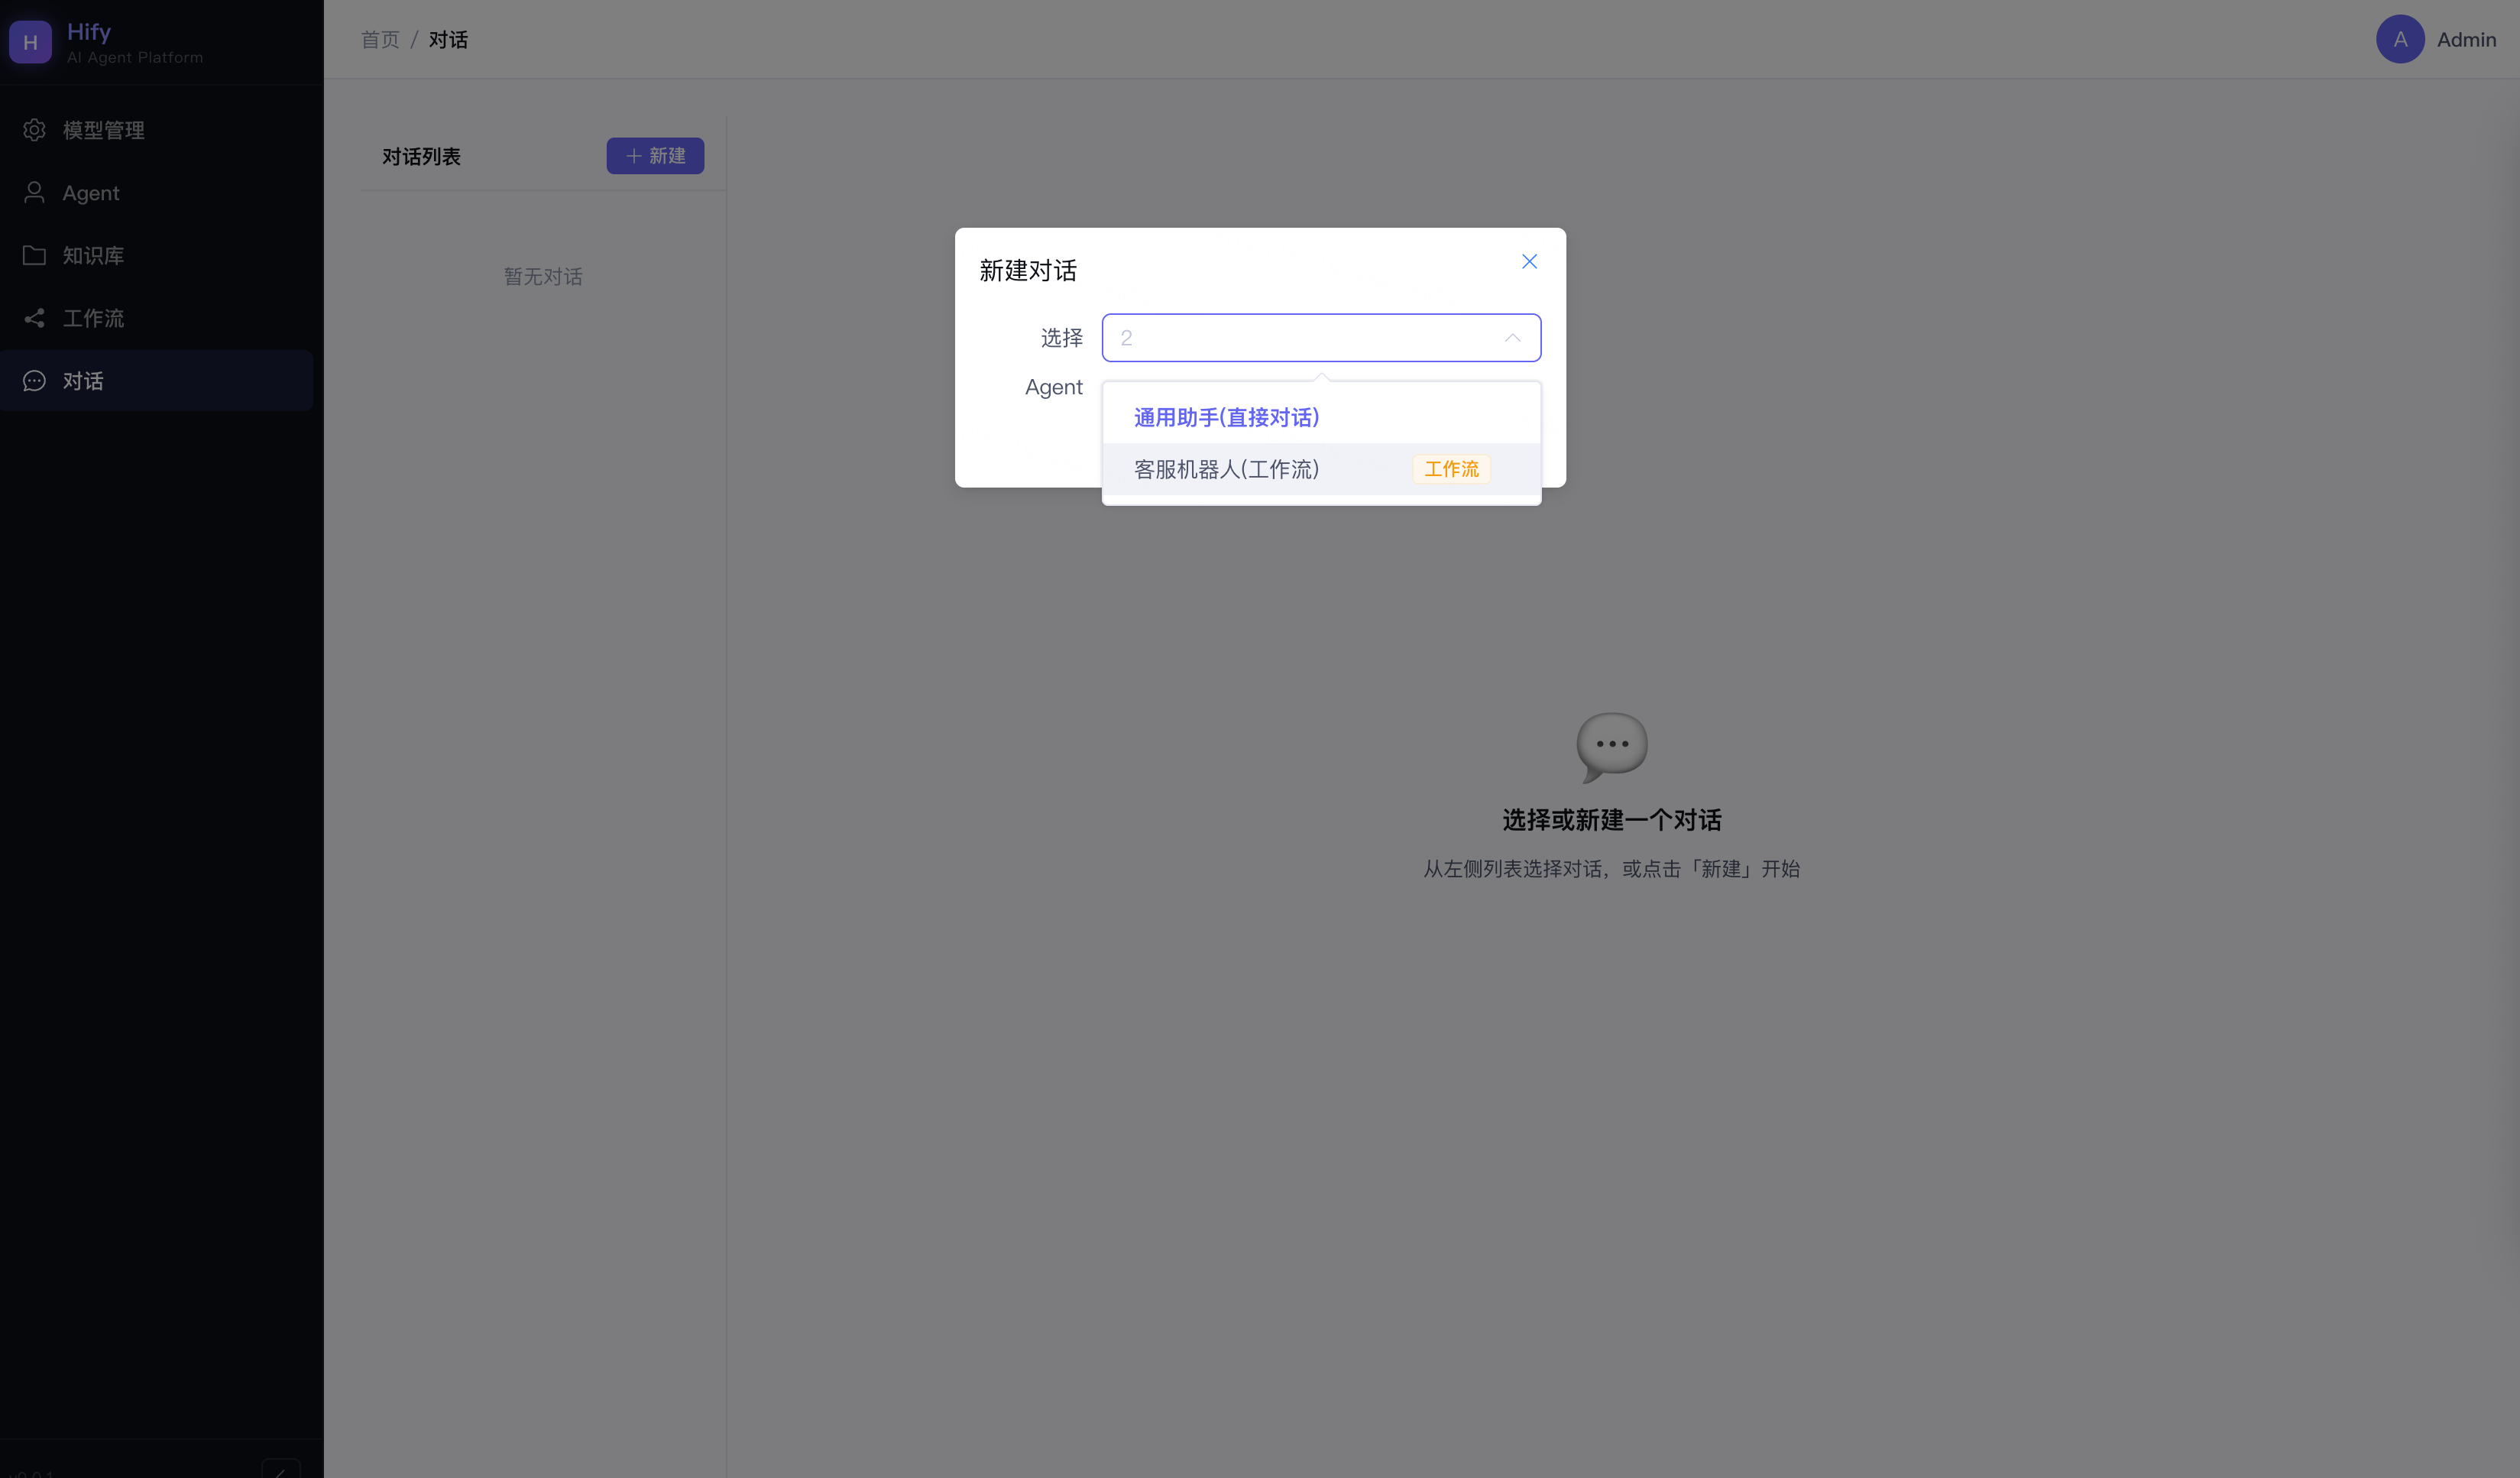 H
Hify
AI Agent Platform
模型管理
Agent
知识库
工作流
对话
首页 / 对话
A
Admin
对话列表
新建
暂无对话
新建对话
选择
Agent
2
通用助手(直接对话)
客服机器人(工作流)
工作流
选择或新建一个对话
从左侧列表选择对话，或点击「新建」开始